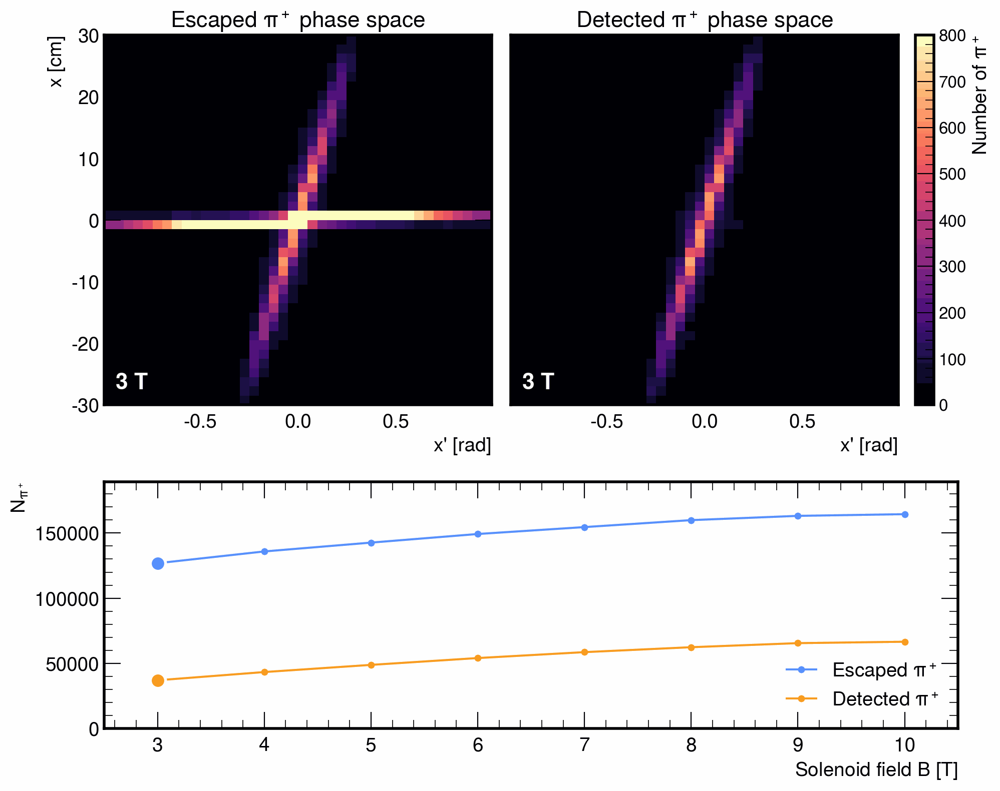 Escaped π⁺ phase space
Detected π⁺ phase space
x [cm]
30
20
10
0
-10
-20
-30
3 T
-0.5 0.0 0.5
x' [rad]
3 T
-0.5 0.0 0.5
x' [rad]
800
700
600
500
400
300
200
100
0
Number of π⁺
N_π⁺
150000
100000
50000
0
Escaped π⁺
Detected π⁺
3 4 5 6 7 8 9 10
Solenoid field B [T]